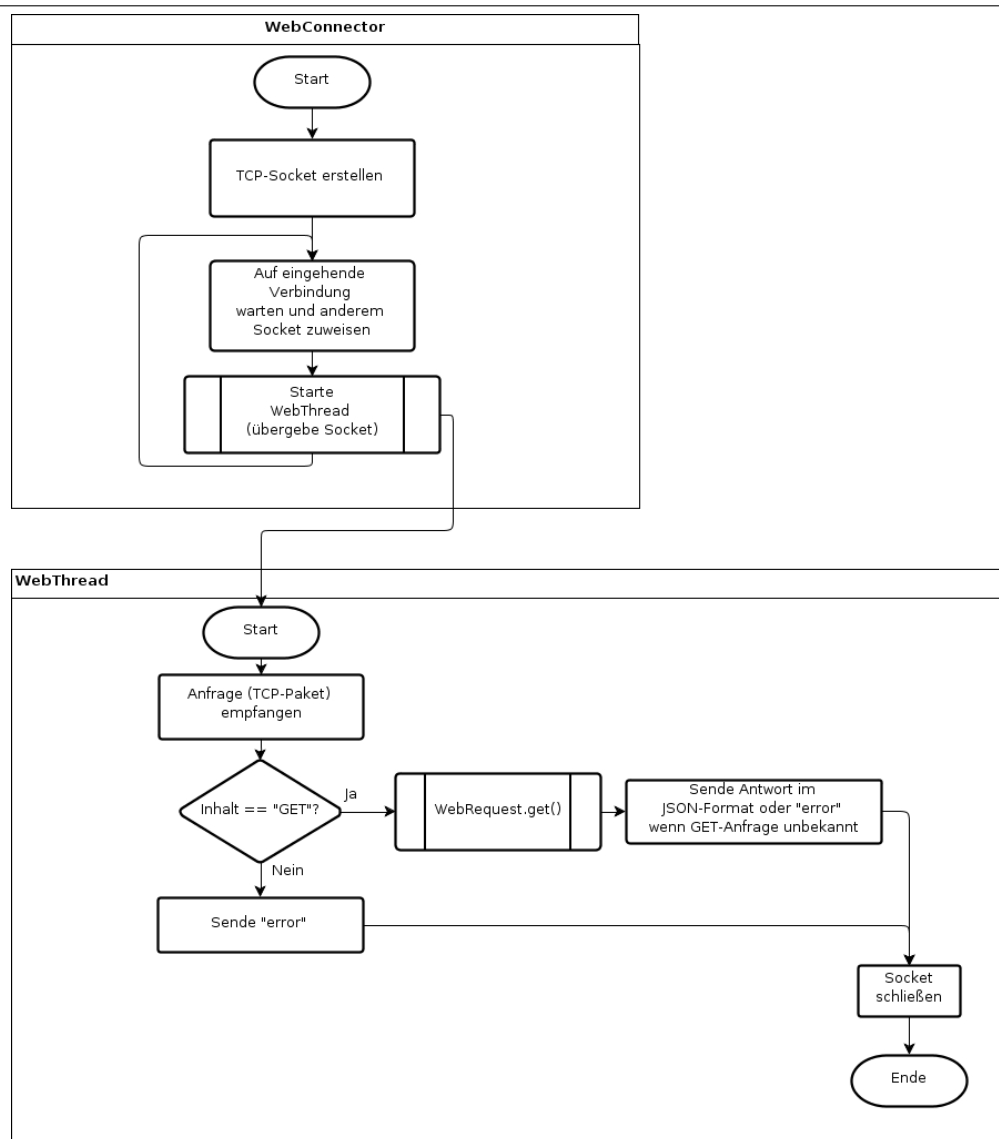 WebConnector
Start
TCP-Socket erstellen
Auf eingehende
Verbindung
warten und anderem
Socket zuweisen
Starte
WebThread
(übergebe Socket)
WebThread
Start
Anfrage (TCP-Paket)
empfangen
Inhalt == "GET"?
Ja
WebRequest.get()
Sende Antwort im
JSON-Format oder "error"
wenn GET-Anfrage unbekannt
Nein
Sende "error"
Socket
schließen
Ende